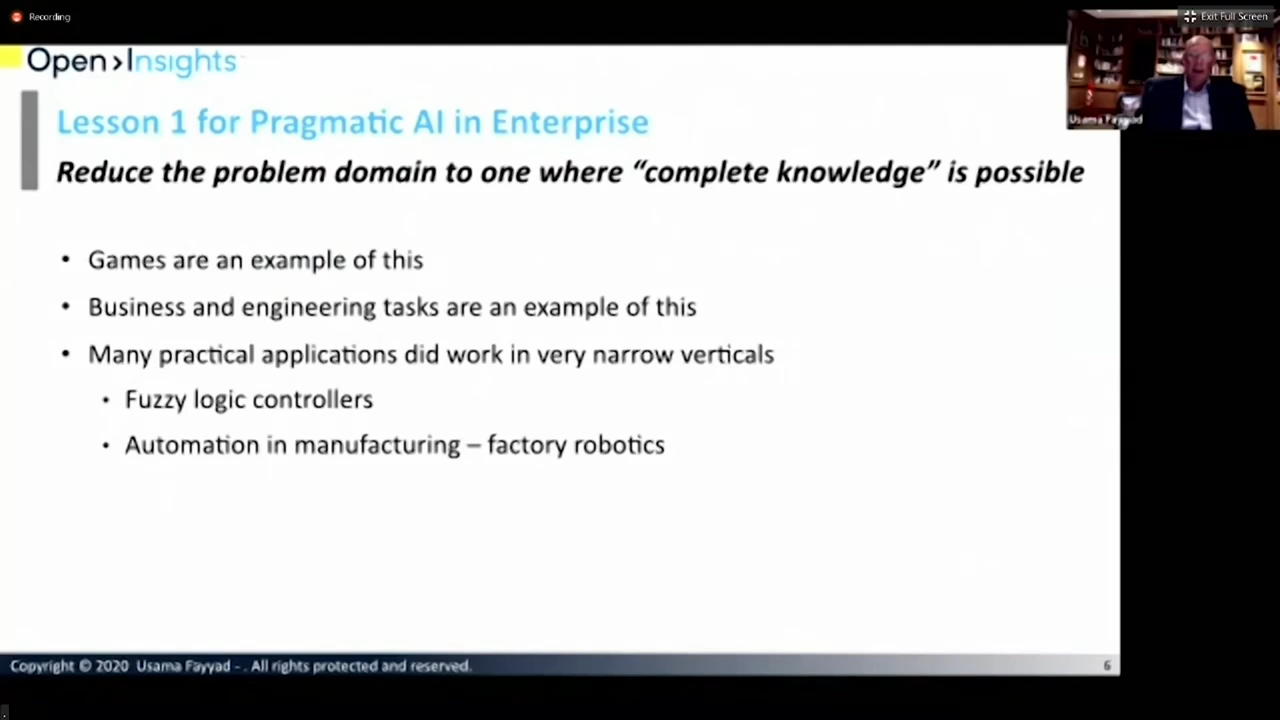 Recording
Exit Full Screen
Open>Insights
Usama Fayyad
Lesson 1 for Pragmatic AI in Enterprise
Reduce the problem domain to one where “complete knowledge” is possible
• Games are an example of this
• Business and engineering tasks are an example of this
• Many practical applications did work in very narrow verticals
• Fuzzy logic controllers
• Automation in manufacturing – factory robotics
Copyright © 2020 Usama Fayyad - . All rights protected and reserved.
6